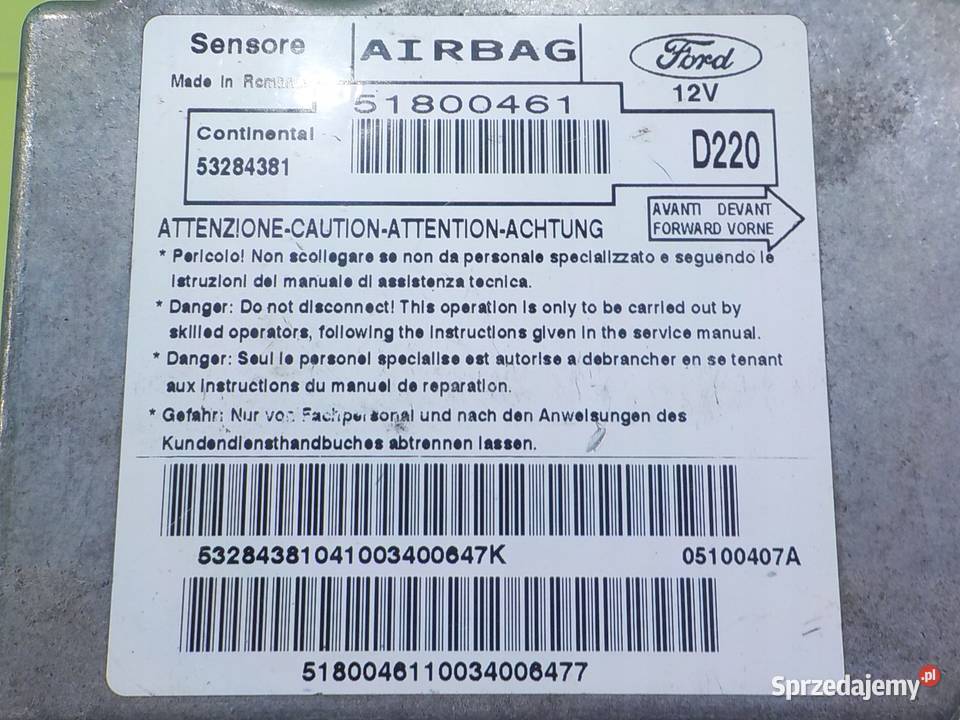 Sensore AIRBAG Ford
Made in
12V
51800461
Continental
53284381
D220
AVANTI DEVANT
FORWARD VORNE
ATTENZIONE-CAUTION-ATTENTION-ACHTUNG
* Pericolo! Non scollegare se non da personale specializzato e seguendo le
istruzioni del manuale di assistenza tecnica.
* Danger: Do not disconnect! This operation is only to be carried out by
skilled operators, following the instructions given in the service manual.
* Danger: Seul le personel specialise est autorise a debrancher en se tenant
aux instructions du manuel de reparation.
* Gefahr: Nur von Fachpersonal und nach den Anweisungen des
Kundendiensthandbuches abtrennen lassen.
53284381041003400647K 05100407A
5180046110034006477
Sprzedajemy.pl